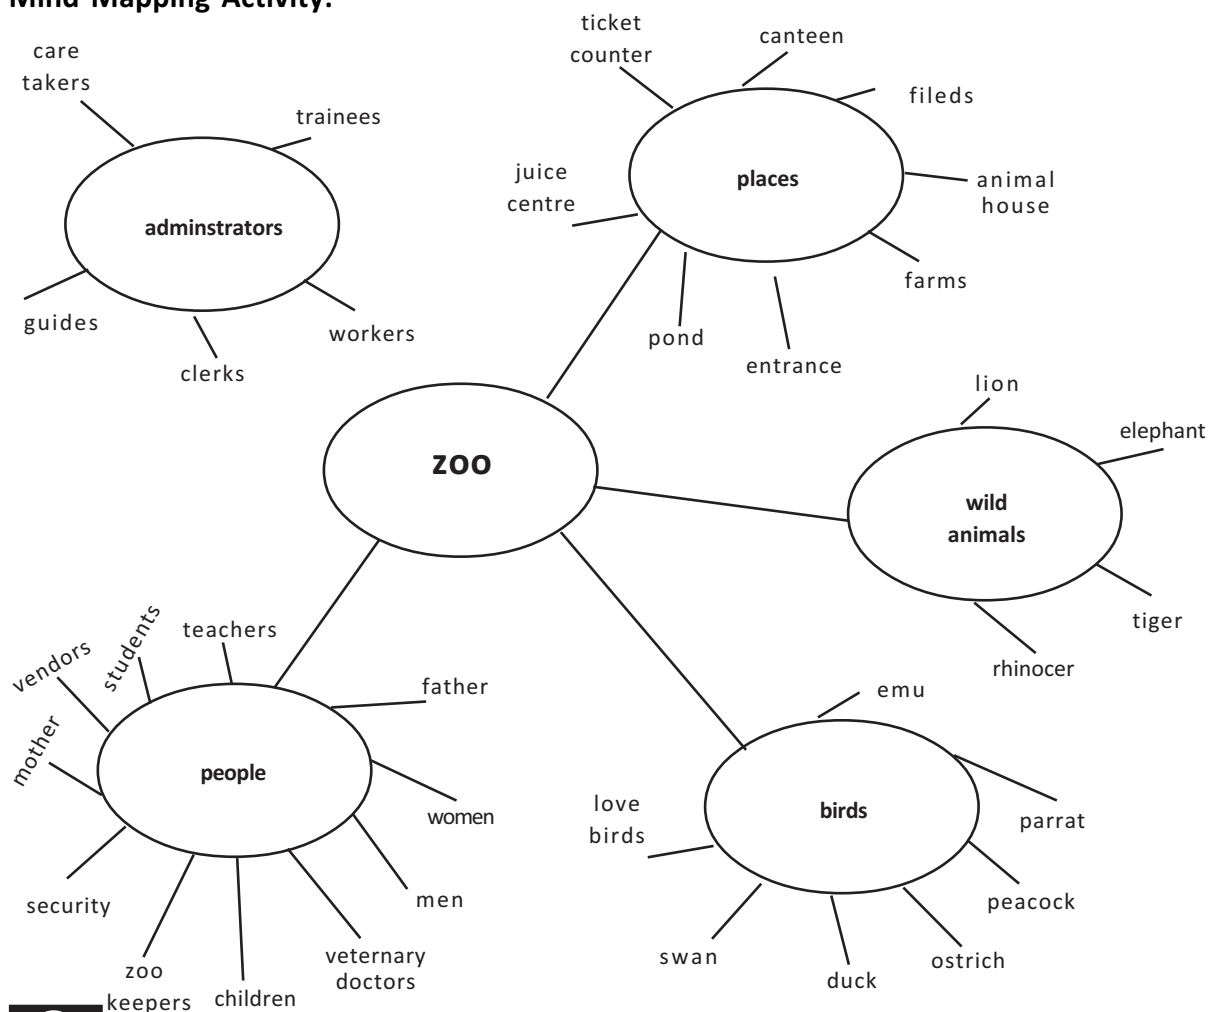 Mind Mapping Activity:
care
takers
trainees
adminstrators
guides
clerks
workers
ticket
counter
canteen
fileds
juice
centre
places
animal
house
farms
pond
entrance
zoo
lion
elephant
wild
animals
tiger
rhinocer
vendors
students
teachers
father
mother
people
women
security
men
zoo
keepers
children
veternary
doctors
emu
love
birds
birds
parrat
peacock
swan
duck
ostrich